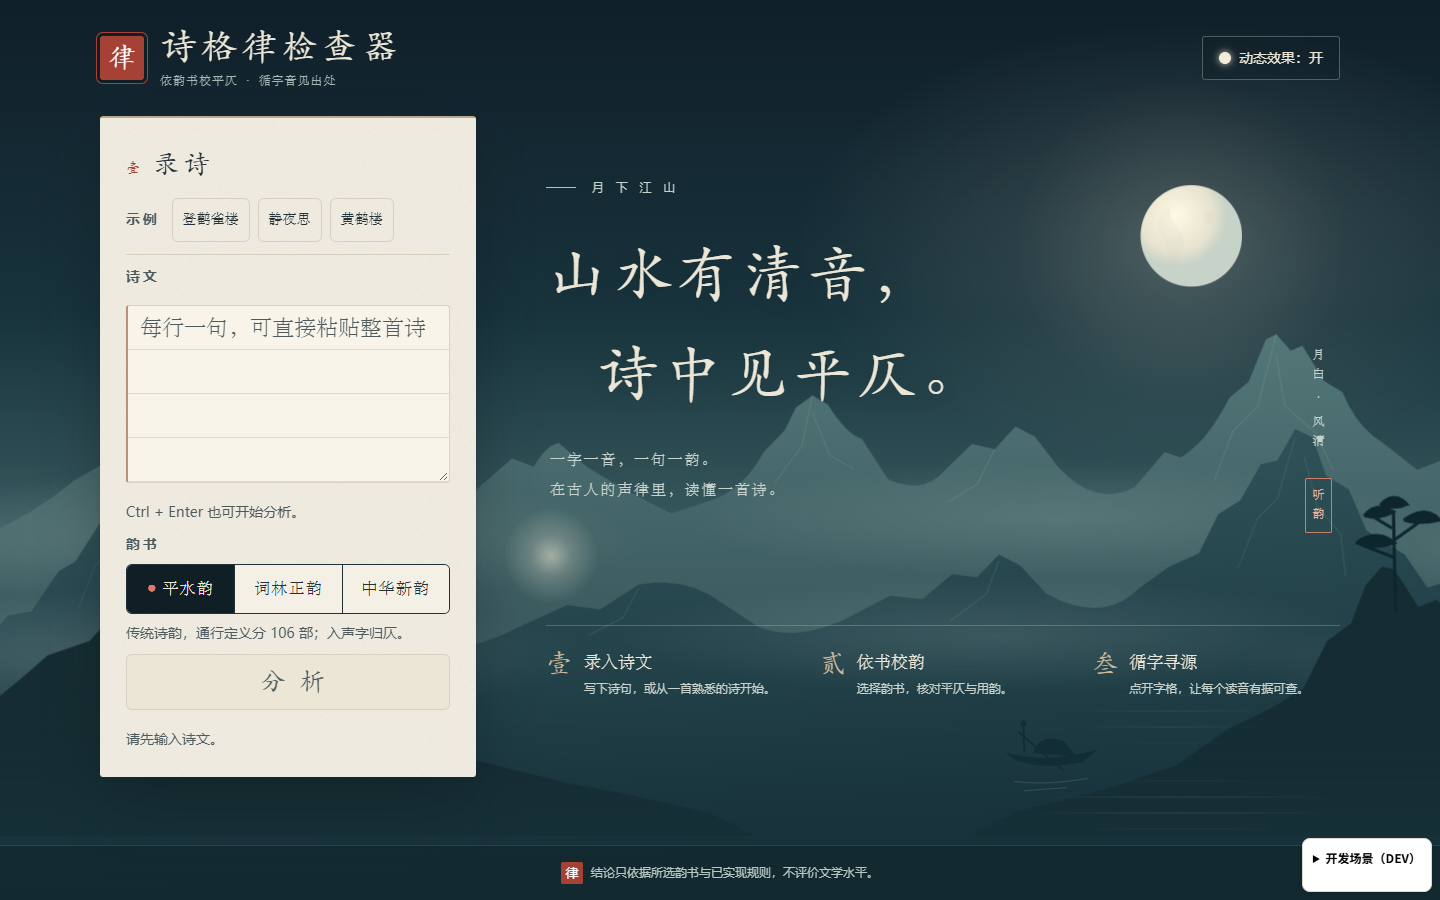 律
诗格律检查器
依韵书校平仄 · 循字音见出处
动态效果：开
壹 录诗
示例 登鹳雀楼 静夜思 黄鹤楼
诗文
每行一句，可直接粘贴整首诗
Ctrl + Enter 也可开始分析。
韵书
平水韵 词林正韵 中华新韵
传统诗韵，通行定义分 106 部；入声字归仄。
分析
请先输入诗文。
月下江山
山水有清音，
诗中见平仄。
一字一音，一句一韵。
在古人的声律里，读懂一首诗。
月白·风清
听韵
壹 录入诗文
写下诗句，或从一首熟悉的诗开始。
贰 依书校韵
选择韵书，核对平仄与用韵。
叁 循字寻源
点开字格，让每个读音有据可查。
律 结论只依据所选韵书与已实现规则，不评价文学水平。
▶ 开发场景（DEV）